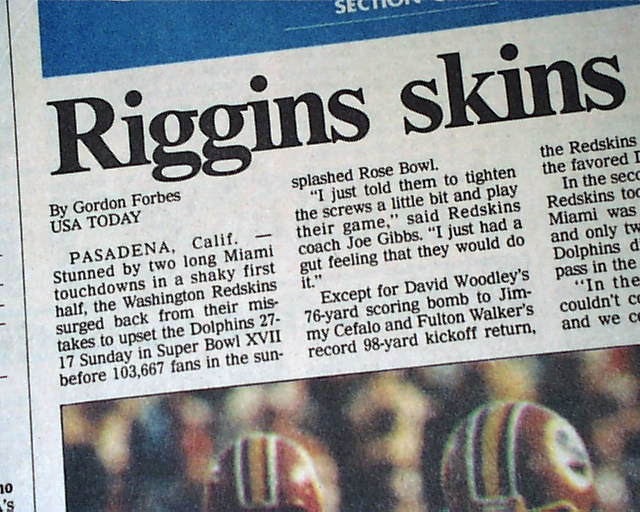 SECTION
Riggins skins
By Gordon Forbes
USA TODAY
PASADENA, Calif. —
Stunned by two long Miami
touchdowns in a shaky first
half, the Washington Redskins
surged back from their mis-
takes to upset the Dolphins 27-
17 Sunday in Super Bowl XVII
before 103,667 fans in the sun-
splashed Rose Bowl.
"I just told them to tighten
the screws a little bit and play
their game," said Redskins
coach Joe Gibbs. "I just had a
gut feeling that they would do
it."
Except for David Woodley's
76-yard scoring bomb to Jim-
my Cefalo and Fulton Walker's
record 98-yard kickoff return,
the Redskins
the favored
In the sec
Redskins to
Miami was
and only tw
Dolphins d
pass in the
"In the
couldn't c
and we c